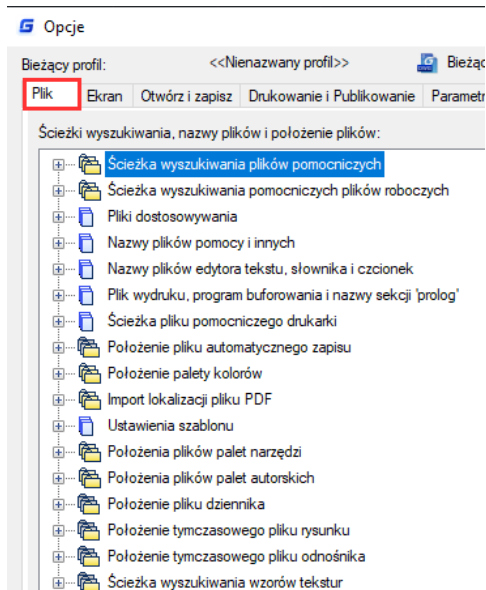 Opcje
Bieżący profil: <<Nienazwany profil>>
Plik Ekran Otwórz i zapisz Drukowanie i Publikowanie
Ścieżki wyszukiwania, nazwy plików i położenie plików:
Ścieżka wyszukiwania plików pomocniczych
Ścieżka wyszukiwania pomocniczych plików roboczych
Pliki dostosowywania
Nazwy plików pomocy i innych
Nazwy plików edytora tekstu, słownika i czcionek
Plik wydruku, program buforowania i nazwy sekcji 'prolog'
Ścieżka pliku pomocniczego drukarki
Położenie pliku automatycznego zapisu
Położenie palety kolorów
Import lokalizacji pliku PDF
Ustawienia szablonu
Położenia plików palet narzędzi
Położenia plików palet autorskich
Położenie pliku dziennika
Położenie tymczasowego pliku rysunku
Położenie tymczasowego pliku odnośnika
Ścieżka wyszukiwania wzorów tekstur